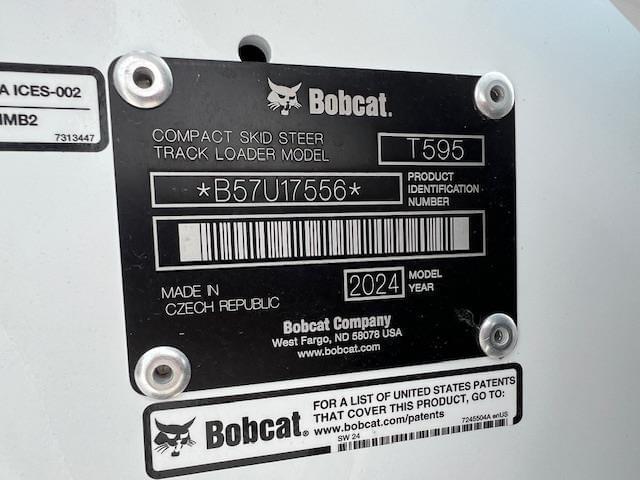 A ICES-002
NMB2
7313447
Bobcat.
COMPACT SKID STEER
TRACK LOADER MODEL
T595
*B57U17556*
PRODUCT
IDENTIFICATION
NUMBER
MADE IN
CZECH REPUBLIC
2024
MODEL
YEAR
Bobcat Company
West Fargo, ND 58078 USA
www.bobcat.com
Bobcat.
FOR A LIST OF UNITED STATES PATENTS
THAT COVER THIS PRODUCT, GO TO:
www.bobcat.com/patents
7245504A enUS
SW 24